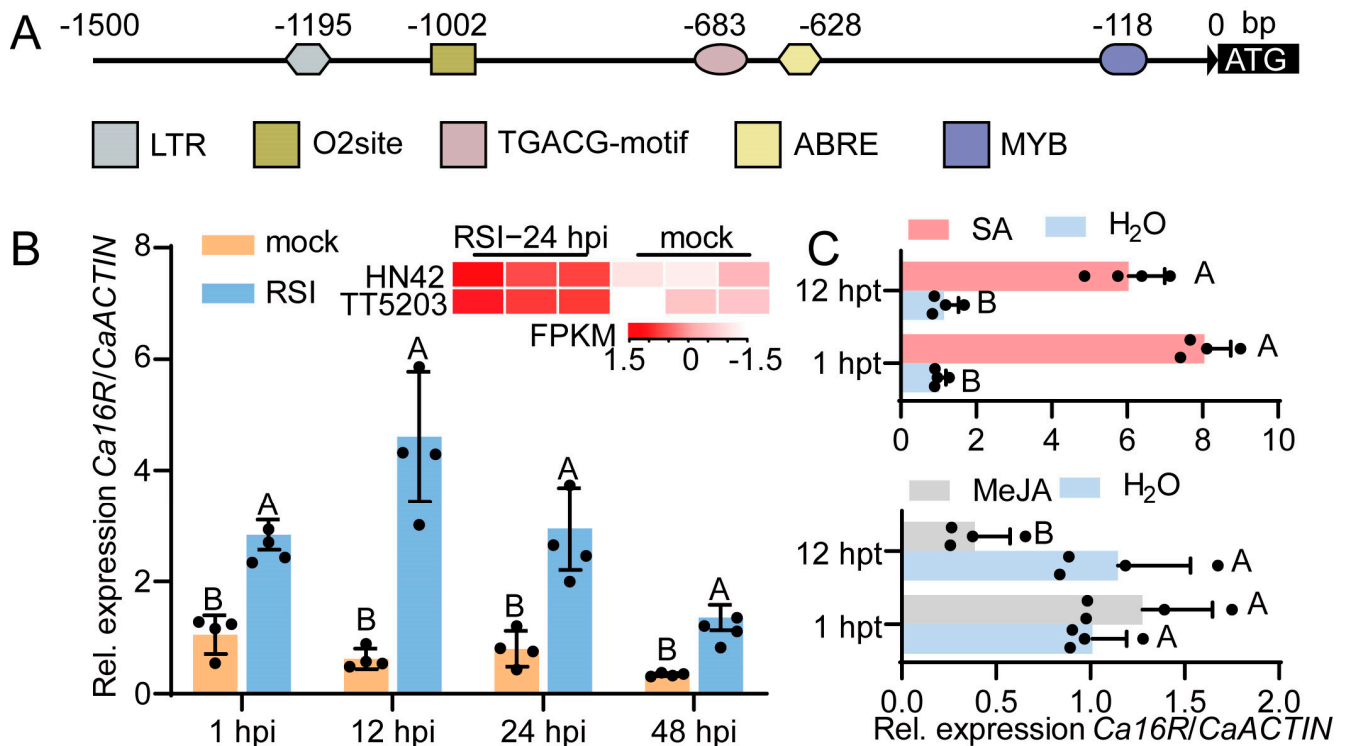 A
-1500 -1195 -1002 -683 -628 -118 0 bp
ATG
LTR O2site TGACG-motif ABRE MYB
B
Rel. expression Ca16R/CaACTIN
8
6
4
2
0
mock
RSI
RSI–24 hpi mock
HN42
TT5203
FPKM
1.5 0 -1.5
B A B A B A B A
1 hpi 12 hpi 24 hpi 48 hpi
C
SA H₂O
12 hpt A
B
1 hpt A
B
0 2 4 6 8 10
MeJA H₂O
12 hpt B
A
1 hpt A
A
0.0 0.5 1.0 1.5 2.0
Rel. expression Ca16R/CaACTIN